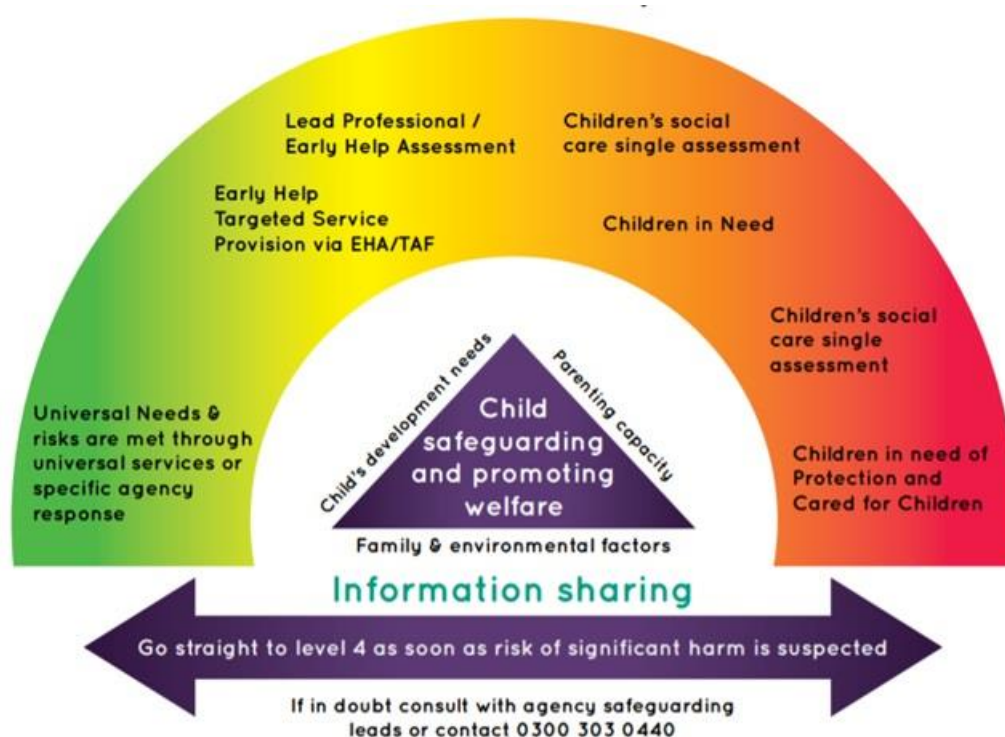 Lead Professional /
Early Help Assessment
Children's social
care single assessment
Early Help
Targeted Service
Provision via EHA/TAF
Children in Need
Children's social
care single
assessment
Universal Needs &
risks are met through
universal services or
specific agency
response
Children in need of
Protection and
Cared for Children
Child's development needs
Parenting capacity
Child
safeguarding
and promoting
welfare
Family & environmental factors
Information sharing
Go straight to level 4 as soon as risk of significant harm is suspected
If in doubt consult with agency safeguarding
leads or contact 0300 303 0440